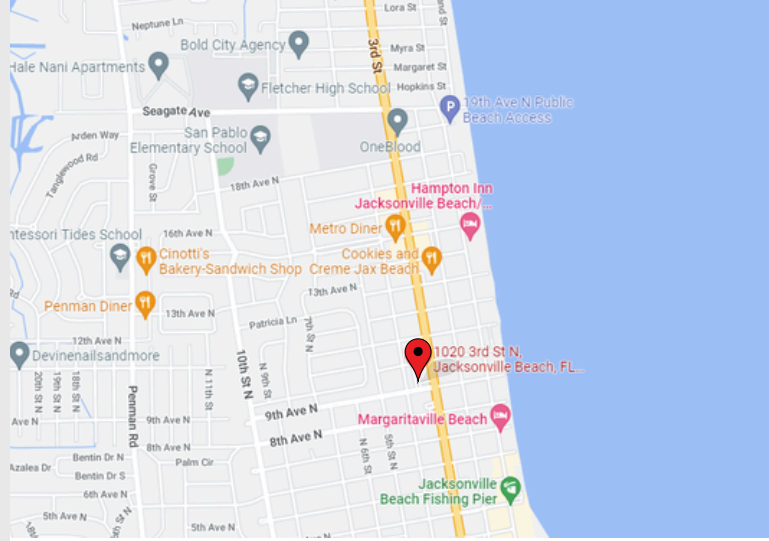 Lora St
Neptune Ln
Bold City Agency
3rd St
Myra St
Hale Nani Apartments
Margaret St
Fletcher High School
Hopkins St
19th Ave N Public
Beach Access
Seagate Ave
Arden Way
San Pablo
Elementary School
OneBlood
Tanglewood Rd
Grove St
18th Ave N
Hampton Inn
Jacksonville Beach/...
Metro Diner
16th Ave N
ntessori Tides School
Cinotti's
Bakery-Sandwich Shop
Cookies and
Creme Jax Beach
13th Ave N
Penman Diner
13th Ave N
Patricia Ln
7th St N
12th Ave N
Devinenailsandmore
1020 3rd St N,
Jacksonville Beach, FL...
20th St N
19th St N
18th St N
Penman Rd
N 11th St
10th St N
N 9th St
9th Ave N
Ave N
9th Ave N
Margaritaville Beach
8th Ave N
8th Ave N
N 6th St
5th St N
Bentin Dr N
Palm Cir
Azalea Dr
Bentin Dr S
6th Ave N
Jacksonville
Beach Fishing Pier
5th Ave N
5th Ave N